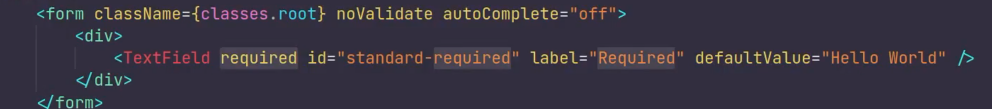 <form className={classes.root} noValidate autoComplete="off">
<div>
<TextField required id="standard-required" label="Required" defaultValue="Hello World" />
</div>
</form>